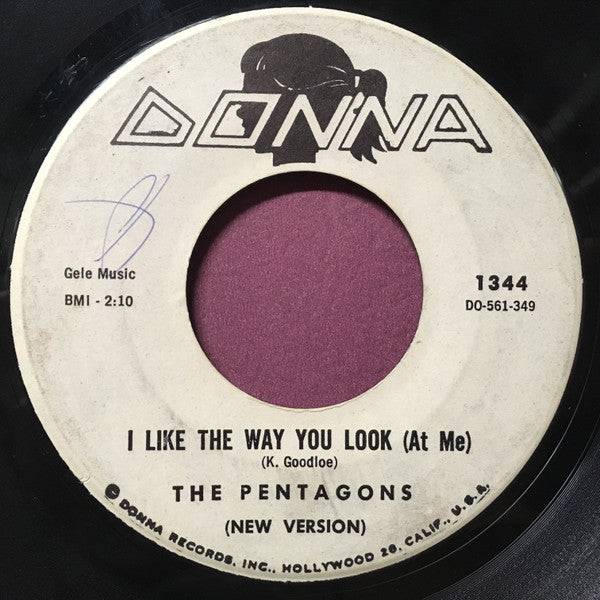 DONNA
Gele Music
BMI - 2:10
1344
DO-561-349
I LIKE THE WAY YOU LOOK (At Me)
(K. Goodloe)
THE PENTAGONS
(NEW VERSION)
© DONNA RECORDS, INC., HOLLYWOOD 28, CALIF., U.S.A.